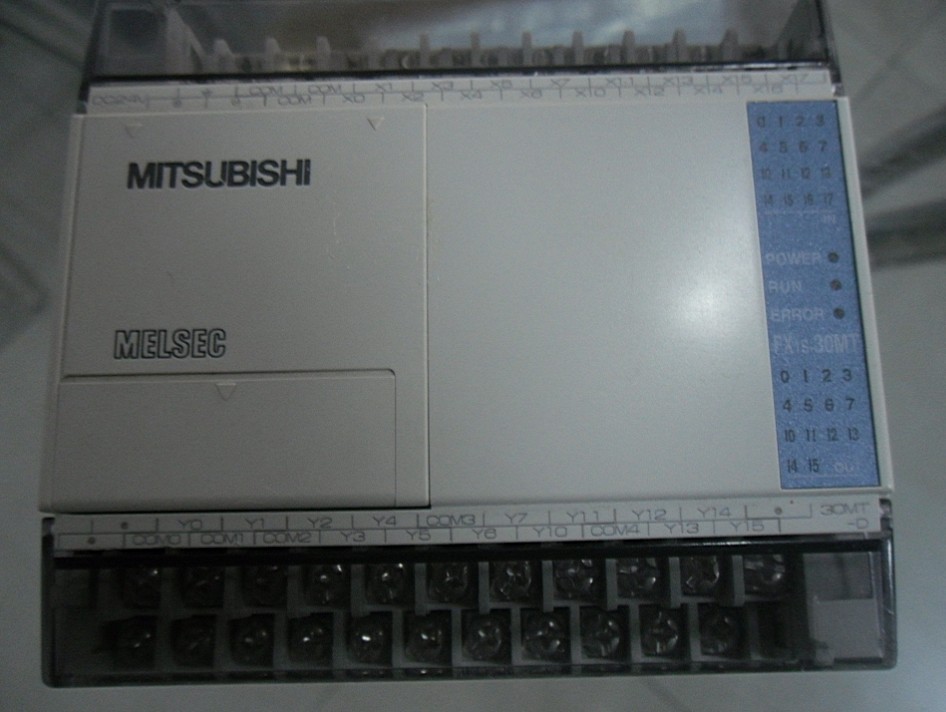 COM COM X1 X3 X5 X7 X11 X13 X15 X17
COM X0 X2 X4 X6 X10 X12 X14 X16
MITSUBISHI
MELSEC
0 1 2 3
4 5 6 7
10 11 12 13
14 15 16 17
IN
POWER
RUN
ERROR
FX1s-30MT
0 1 2 3
4 5 6 7
10 11 12 13
14 15 OUT
Y0 Y1 Y2 Y4 COM3 Y7 Y11 Y12 Y14 30MT
COM0 COM1 COM2 Y3 Y5 Y6 Y10 COM4 Y13 Y15 -D